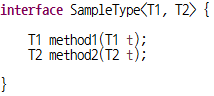 interface SampleType<T1, T2> {
T1 method1(T1 t);
T2 method2(T2 t);
}